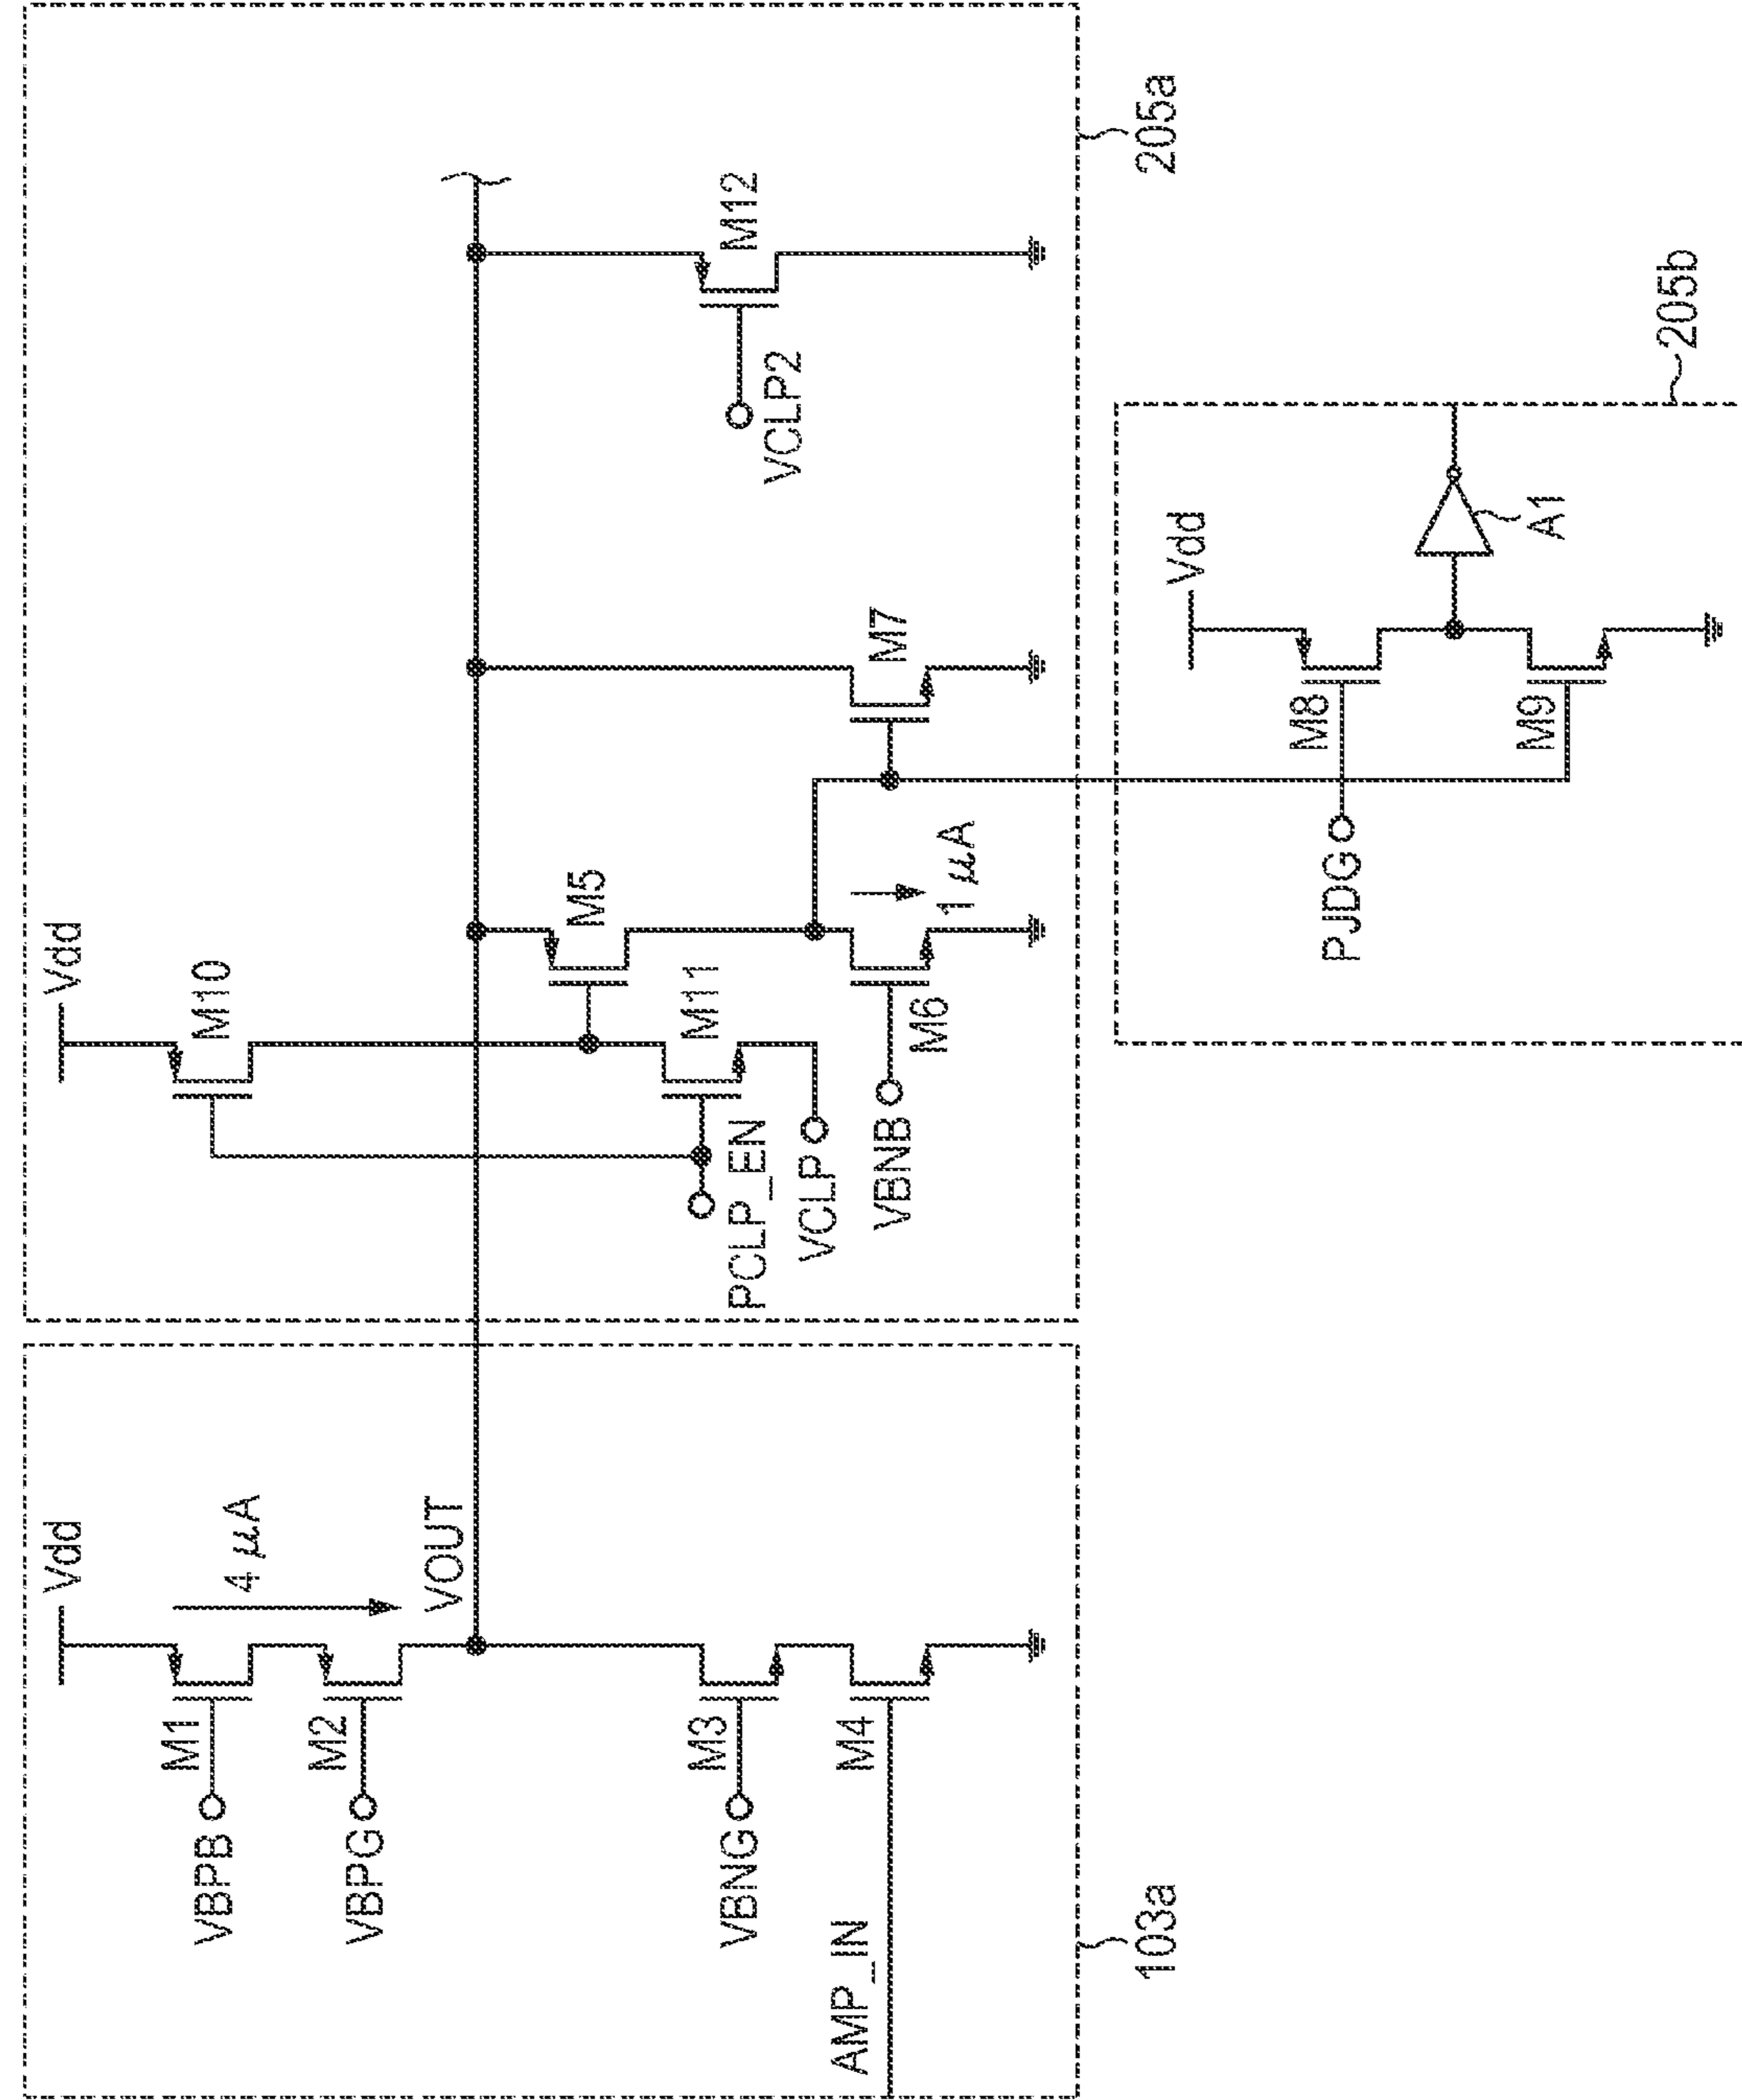 Vdd
M1
VBPB
4 μA
M2
VBPG
VOUT
M3
VBNG
M4
AMP_IN
103a
Vdd
M10
M5
M11
PCLP_EN
VCLP
M6
VBNB
1 μA
M7
M12
VCLP2
205a
Vdd
M8
PJDG
M9
A1
205b